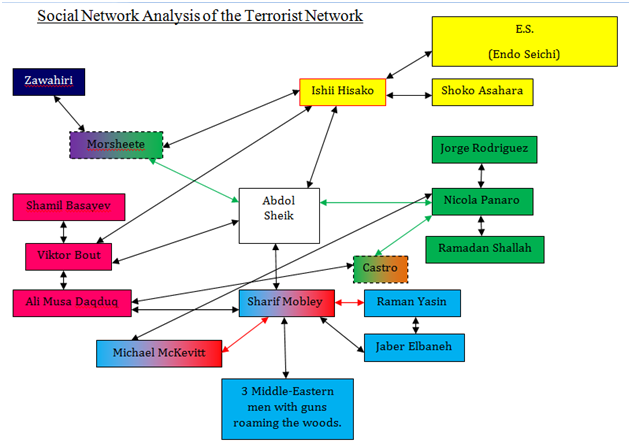 Social Network Analysis of the Terrorist Network
E.S.
(Endo Seichi)
Zawahiri
Ishii Hisako
Shoko Asahara
Morsheete
Jorge Rodriguez
Abdol
Sheik
Nicola Panaro
Shamil Basayev
Ramadan Shallah
Viktor Bout
Castro
Ali Musa Daqduq
Sharif Mobley
Raman Yasin
Michael McKevitt
Jaber Elbaneh
3 Middle-Eastern
men with guns
roaming the woods.